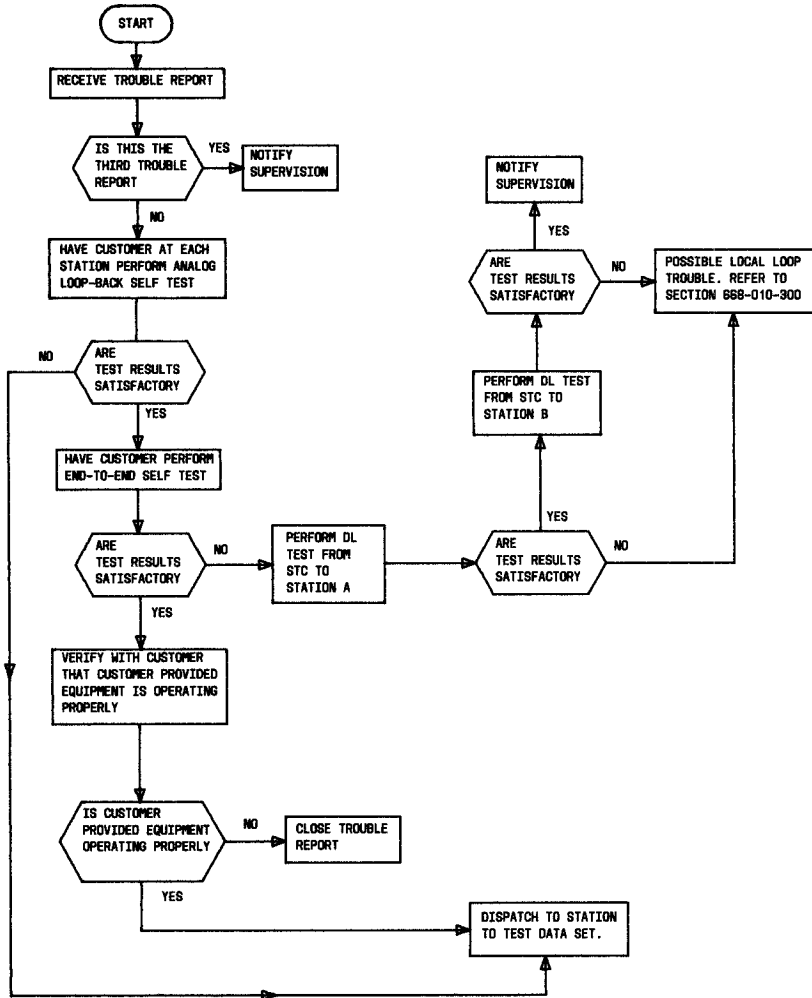 START
RECEIVE TROUBLE REPORT
IS THIS THE
THIRD TROUBLE
REPORT
YES
NOTIFY
SUPERVISION
NO
HAVE CUSTOMER AT EACH
STATION PERFORM ANALOG
LOOP-BACK SELF TEST
NO
ARE
TEST RESULTS
SATISFACTORY
YES
HAVE CUSTOMER PERFORM
END-TO-END SELF TEST
ARE
TEST RESULTS
SATISFACTORY
NO
PERFORM DL
TEST FROM
STC TO
STATION A
ARE
TEST RESULTS
SATISFACTORY
NO
YES
PERFORM DL TEST
FROM STC TO
STATION B
ARE
TEST RESULTS
SATISFACTORY
NO
POSSIBLE LOCAL LOOP
TROUBLE. REFER TO
SECTION 668-010-300
YES
NOTIFY
SUPERVISION
YES
VERIFY WITH CUSTOMER
THAT CUSTOMER PROVIDED
EQUIPMENT IS OPERATING
PROPERLY
IS CUSTOMER
PROVIDED EQUIPMENT
OPERATING PROPERLY
NO
CLOSE TROUBLE
REPORT
YES
DISPATCH TO STATION
TO TEST DATA SET.